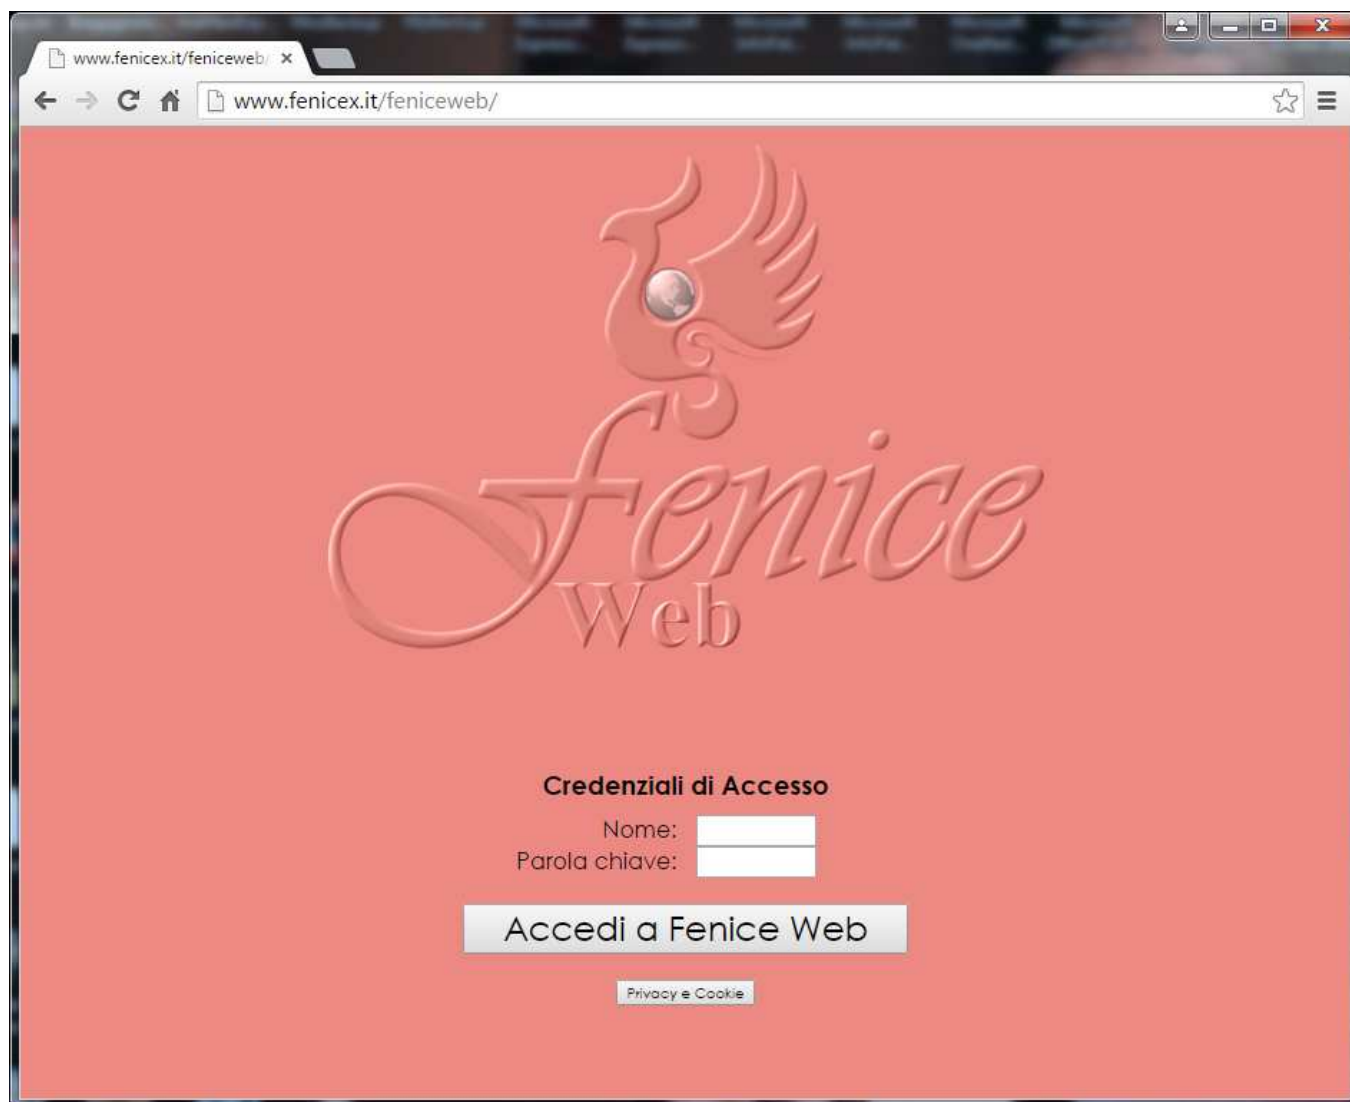 www.fenicex.it/feniceweb/
www.fenicex.it/feniceweb/
Fenice
Web
Credenziali di Accesso
Nome:
Parola chiave:
Accedi a Fenice Web
Privacy e Cookie